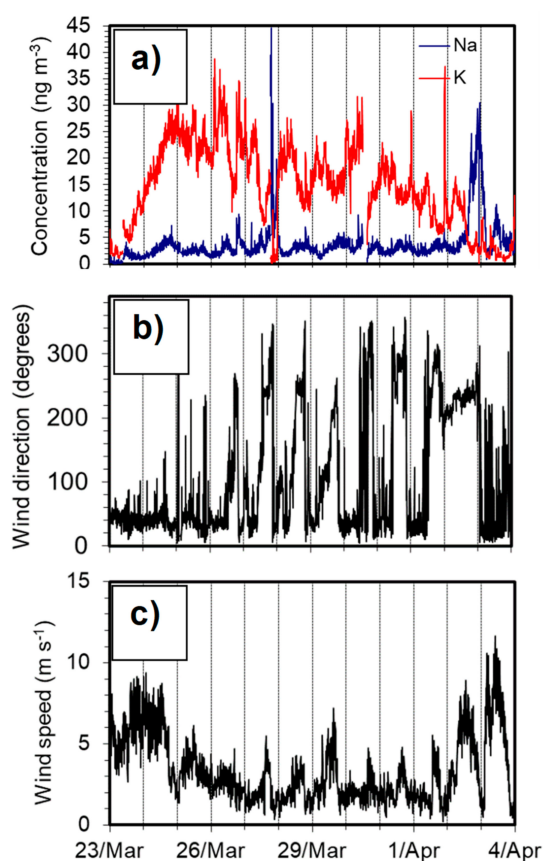 a)
Na
K
Concentration (ng m-3)
45
40
35
30
25
20
15
10
5
0
b)
Wind direction (degrees)
300
200
100
0
c)
Wind speed (m s-1)
15
10
5
0
23/Mar 26/Mar 29/Mar 1/Apr 4/Apr